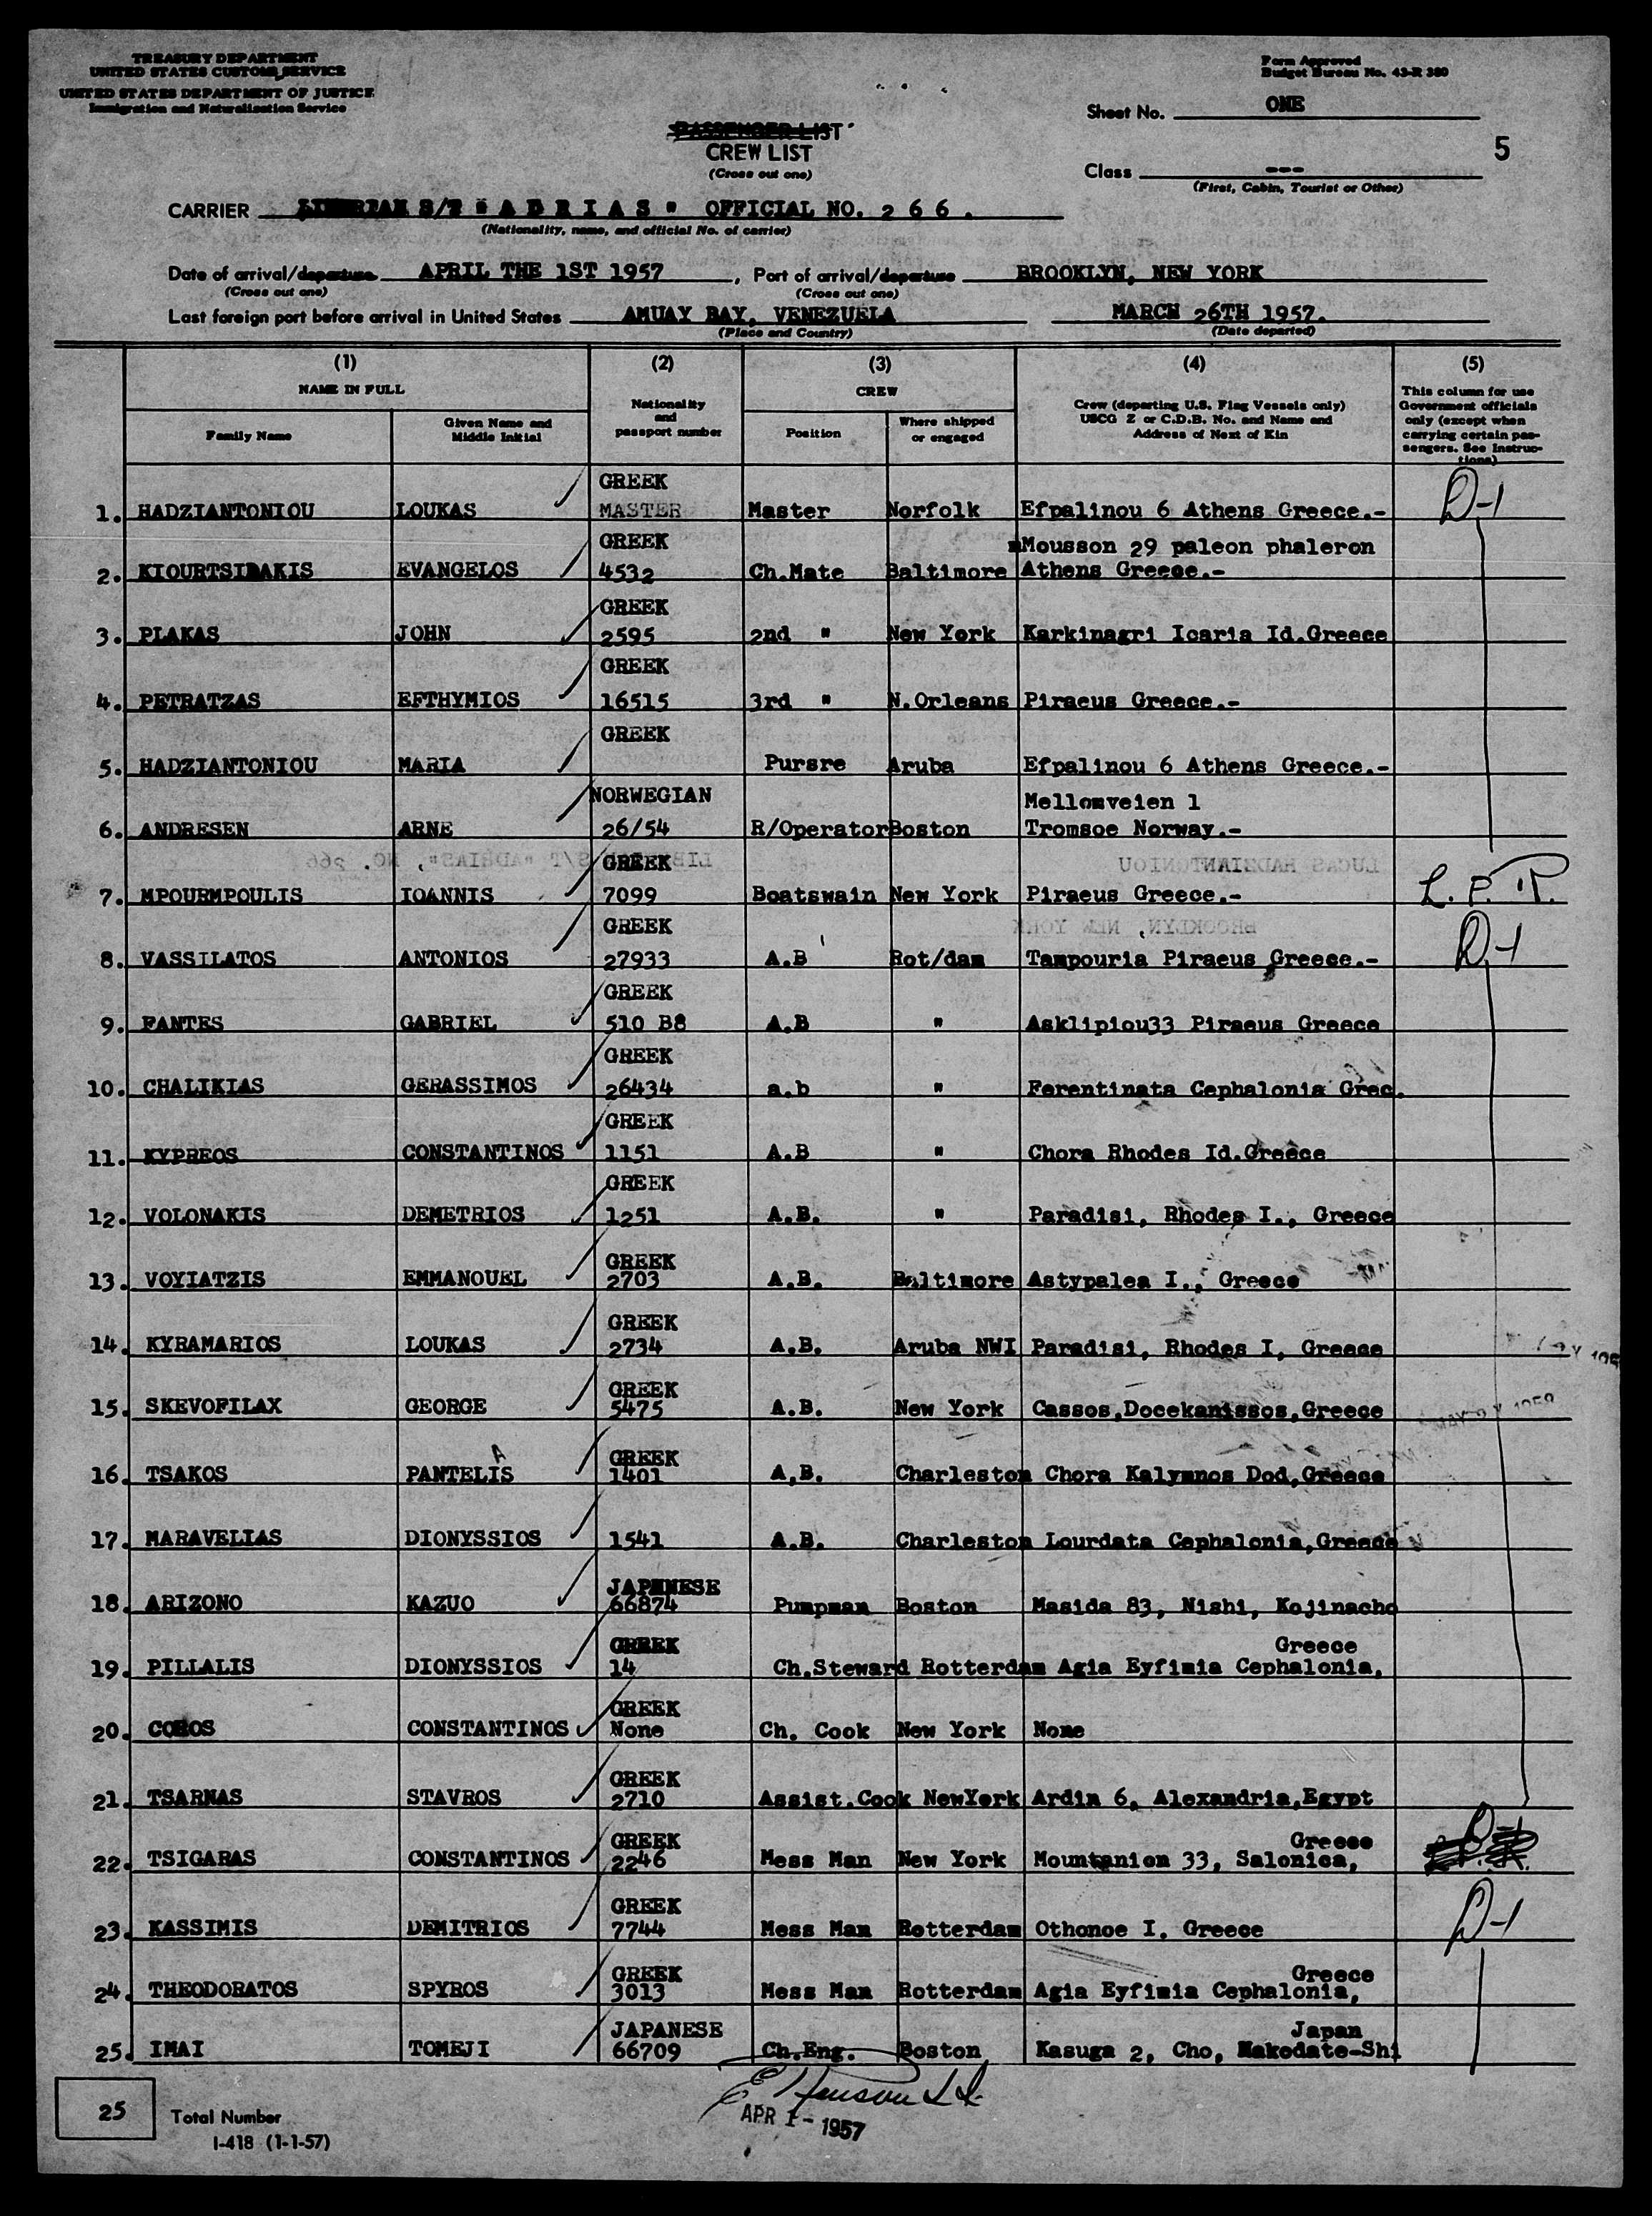 TREASURY DEPARTMENT
UNITED STATES CUSTOMS SERVICE
UNITED STATES DEPARTMENT OF JUSTICE
Immigration and Naturalization Service
Form Approved
Budget Bureau No. 43-R 380
Sheet No. ONE
PASSENGER LIST
CREW LIST
(Cross out one)
5
Class ---
(First, Cabin, Tourist or Other)
CARRIER LIBERIAN S/T "A D R I A S" OFFICIAL NO. 2 6 6 .
(Nationality, name, and official No. of carrier)
Date of arrival/departure APRIL THE 1ST 1957 , Port of arrival/departure BROOKLYN, NEW YORK
(Cross out one) (Cross out one)
Last foreign port before arrival in United States AMUAY BAY, VENEZUELA MARCH 26TH 1957.
(Place and Country) (Date departed)
(1) (2) (3) (4) (5)
NAME IN FULL Nationality and passport number CREW Crew (departing U.S. Flag Vessels only) USCG Z or C.D.B. No. and Name and Address of Next of Kin This column for use Government officials only (except when carrying certain passengers. See Instructions)
Family Name Given Name and Middle Initial Position Where shipped or engaged
GREEK
1. HADZIANTONIOU LOUKAS MASTER Master Norfolk Efpalinou 6 Athens Greece.- D-1
GREEK Mousson 29 paleon phaleron
2. KIOURTSIDAKIS EVANGELOS 4532 Ch.Mate Baltimore Athens Greece.-
GREEK
3. PLAKAS JOHN 2595 2nd " New York Karkinagri Icaria Id.Greece
GREEK
4. PETRATZAS EFTHYMIOS 16515 3rd " N.Orleans Piraeus Greece.-
GREEK
5. HADZIANTONIOU MARIA Pursre Aruba Efpalinou 6 Athens Greece.-
NORWEGIAN Mellomveien 1
6. ANDRESEN ARNE 26/54 R/Operator Boston Tromsoe Norway.-
GREEK
7. MPOURMPOULIS IOANNIS 7099 Boatswain New York Piraeus Greece.- L.P.R.
GREEK
8. VASSILATOS ANTONIOS 27933 A.B Rot/dam Tampouria Piraeus Greece.- D-1
GREEK
9. FANTES GABRIEL 510 B8 A.B " Asklipiou33 Piraeus Greece
GREEK
10. CHALIKIAS GERASSIMOS 26434 a.b " Ferentinata Cephalonia Grec.
GREEK
11. KYPREOS CONSTANTINOS 1151 A.B " Chora Rhodes Id.Greece
GREEK
12. VOLONAKIS DEMETRIOS 1251 A.B. " Paradisi, Rhodes I., Greece
GREEK
13. VOYIATZIS EMMANOUEL 2703 A.B. Baltimore Astypalea I., Greece
GREEK
14. KYRAMARIOS LOUKAS 2734 A.B. Aruba NWI Paradisi, Rhodes I, Greece
GREEK
15. SKEVOFILAX GEORGE 5475 A.B. New York Cassos,Docekanissos,Greece
A GREEK
16. TSAKOS PANTELIS 1401 A.B. Charleston Chora Kalymnos Dod,Greece
17. MARAVELIAS DIONYSSIOS 1541 A.B. Charleston Lourdata Cephalonia,Greece
JAPENESE
18. ARIZONO KAZUO 66874 Pumpman Boston Masida 83, Nishi, Kojinacho
GREEK Greece
19. PILLALIS DIONYSSIOS 14 Ch.Steward Rotterdam Agia Eyfimia Cephalonia,
GREEK
20. COROS CONSTANTINOS None Ch. Cook New York None
GREEK
21. TSARNAS STAVROS 2710 Assist.Cook NewYork Ardin 6, Alexandria,Egypt
GREEK Greece D-1
22. TSIGARAS CONSTANTINOS 2246 Mess Man New York Mountanion 33, Salonica,
GREEK
23. KASSIMIS DEMITRIOS 7744 Mess Man Rotterdam Othonoe I. Greece D-1
GREEK Greece
24. THEODORATOS SPYROS 3013 Mess Man Rotterdam Agia Eyfimia Cephalonia,
JAPANESE Japan
25. IMAI TOMEJI 66709 Ch.Eng. Boston Kasuga 2, Cho, Hakodate-Shi
25 Total Number
I-418 (1-1-57)
APR 1 - 1957